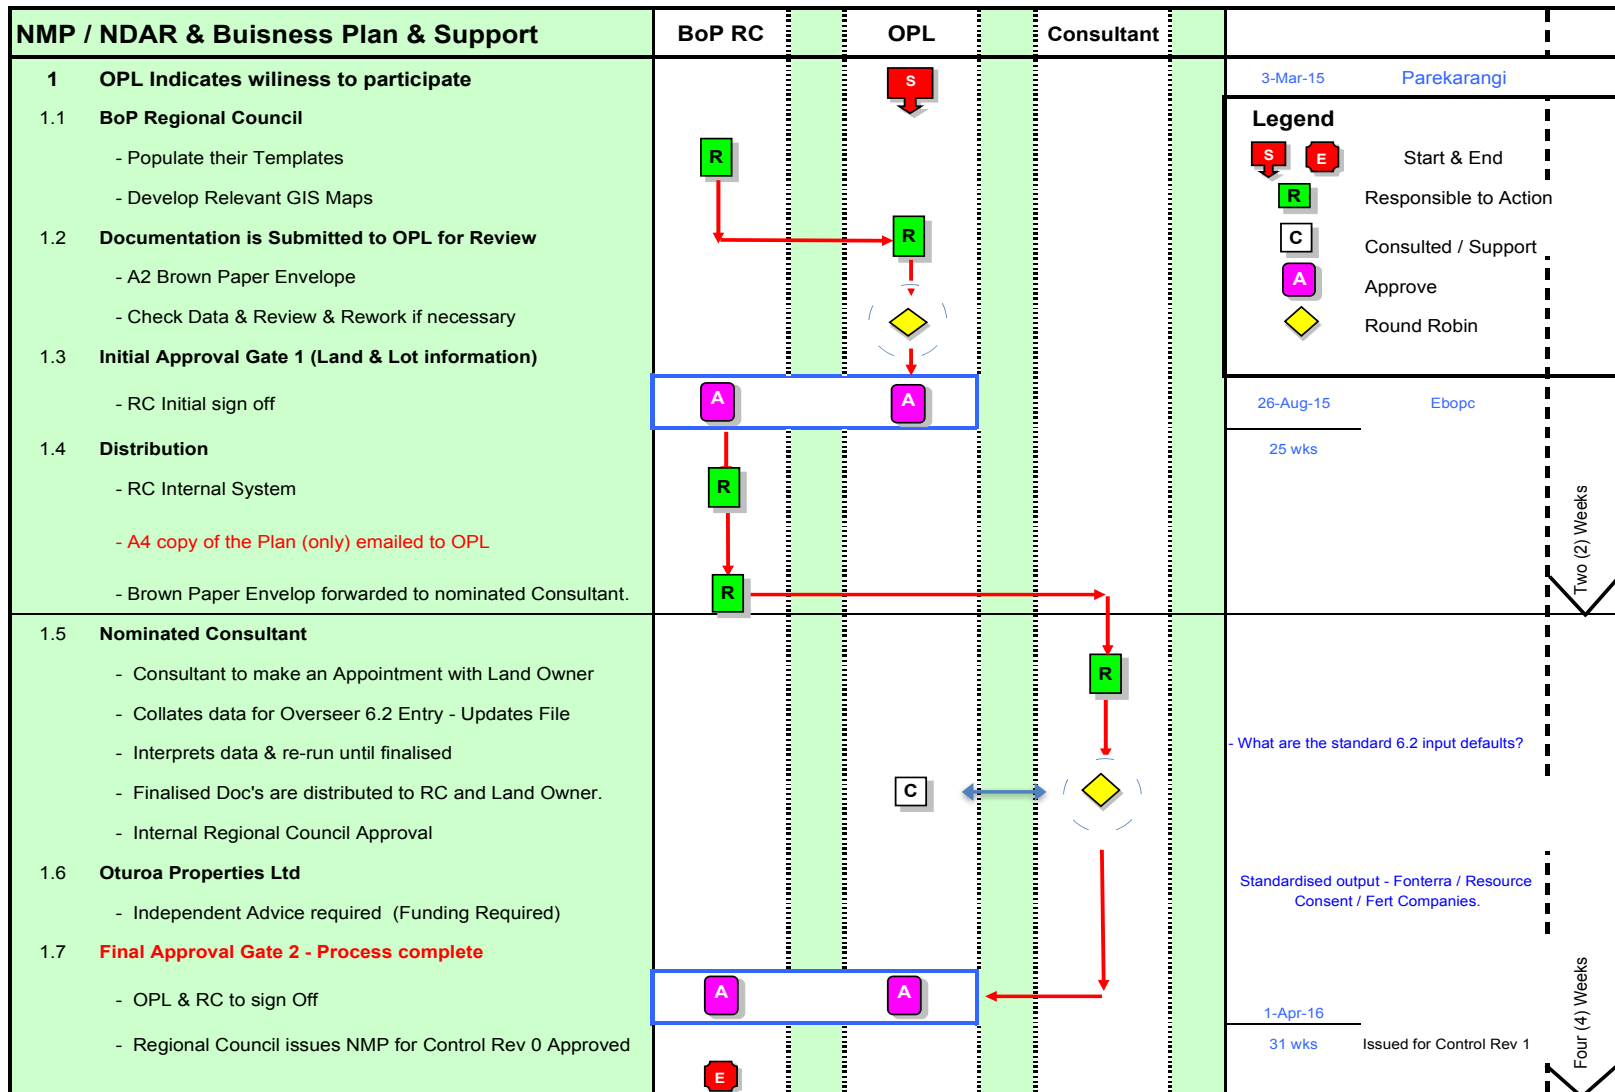 NMP / NDAR & Buisness Plan & Support BoP RC OPL Consultant
1 OPL Indicates wiliness to participate S 3-Mar-15 Parekarangi
1.1 BoP Regional Council Legend
- Populate their Templates R S E Start & End
- Develop Relevant GIS Maps R Responsible to Action
1.2 Documentation is Submitted to OPL for Review R C Consulted / Support
- A2 Brown Paper Envelope A Approve
- Check Data & Review & Rework if necessary Round Robin
1.3 Initial Approval Gate 1 (Land & Lot information)
- RC Initial sign off A A 26-Aug-15 Ebopc
1.4 Distribution 25 wks
- RC Internal System R
- A4 copy of the Plan (only) emailed to OPL
Two (2) Weeks
- Brown Paper Envelop forwarded to nominated Consultant. R
1.5 Nominated Consultant
- Consultant to make an Appointment with Land Owner R
- Collates data for Overseer 6.2 Entry - Updates File
- Interprets data & re-run until finalised - What are the standard 6.2 input defaults?
- Finalised Doc's are distributed to RC and Land Owner. C
- Internal Regional Council Approval
1.6 Oturoa Properties Ltd Standardised output - Fonterra / Resource
Consent / Fert Companies.
- Independent Advice required (Funding Required)
1.7 Final Approval Gate 2 - Process complete
- OPL & RC to sign Off A A 1-Apr-16
Four (4) Weeks
- Regional Council issues NMP for Control Rev 0 Approved 31 wks Issued for Control Rev 1
E